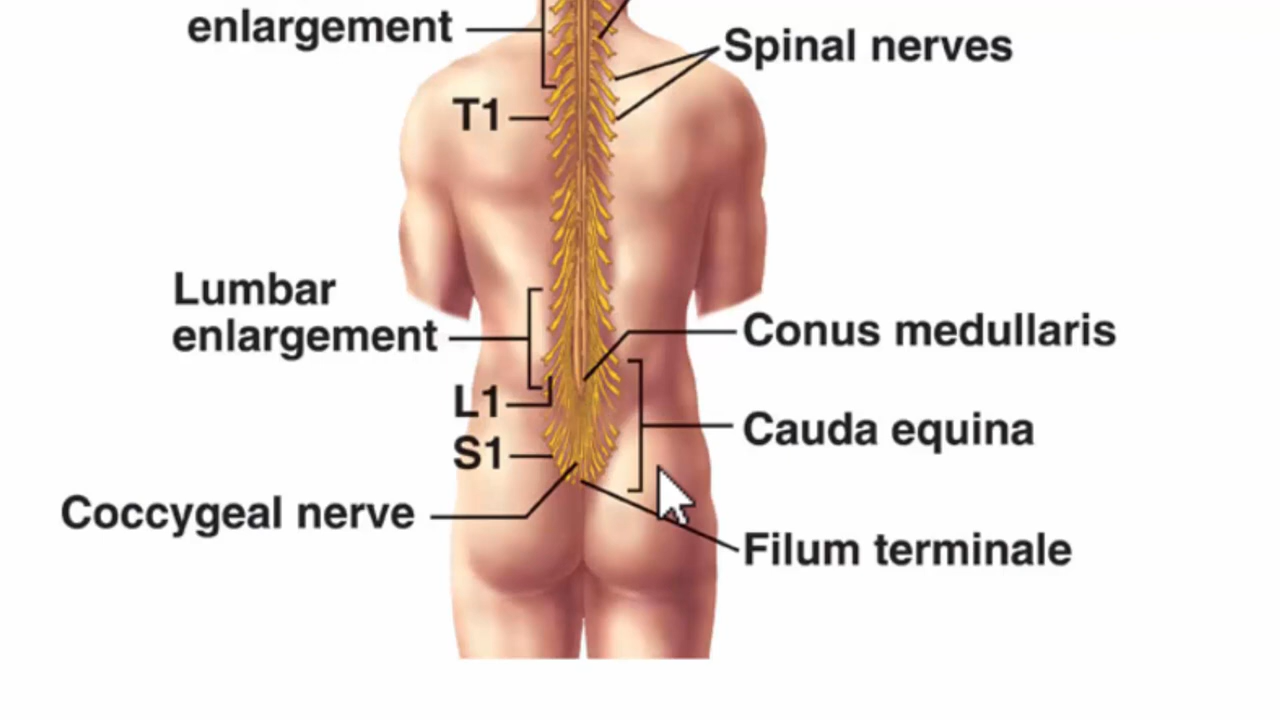 enlargement
Spinal nerves
T1
Lumbar
enlargement
Conus medullaris
L1
Cauda equina
S1
Coccygeal nerve
Filum terminale